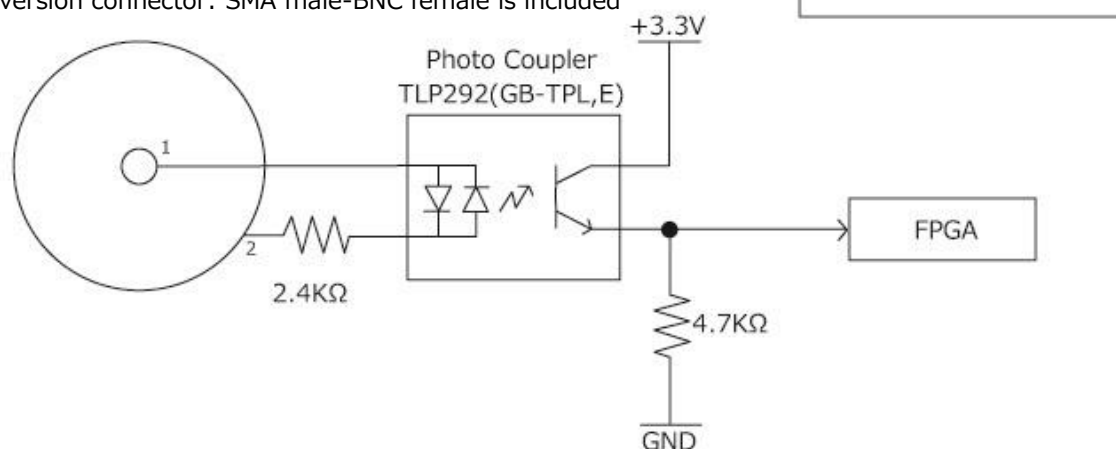 version connector: SMA male-BNC female is included
+3.3V
Photo Coupler
TLP292(GB-TPL,E)
1
2
2.4KΩ
FPGA
4.7KΩ
GND